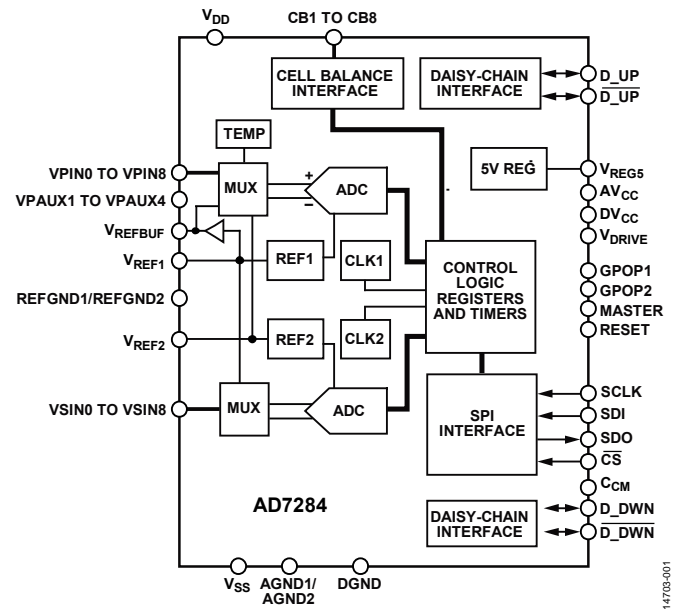 VDD
CB1 TO CB8
CELL BALANCE
INTERFACE
DAISY-CHAIN
INTERFACE
D_UP
D_UP
TEMP
VPIN0 TO VPIN8
MUX
+
–
ADC
5V REG
VREG5
VPAUX1 TO VPAUX4
AVCC
DVCC
VREFBUF
VDRIVE
VREF1
REF1
CLK1
CONTROL
LOGIC
REGISTERS
AND TIMERS
GPOP1
GPOP2
REFGND1/REFGND2
MASTER
RESET
VREF2
REF2
CLK2
VSIN0 TO VSIN8
MUX
ADC
SPI
INTERFACE
SCLK
SDI
SDO
CS
CCM
AD7284
DAISY-CHAIN
INTERFACE
D_DWN
D_DWN
VSS
AGND1/
AGND2
DGND
14703-001